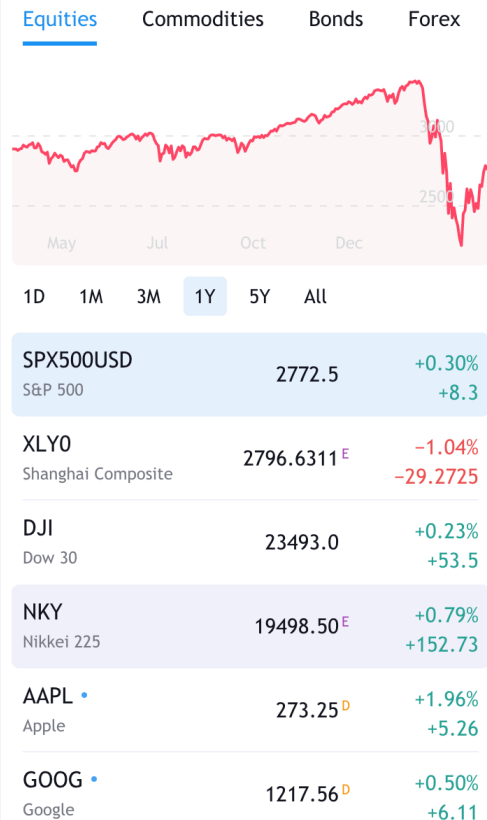 Equities Commodities Bonds Forex
3000
2500
May Jul Oct Dec
1D 1M 3M 1Y 5Y All
SPX500USD 2772.5 +0.30%
S&P 500 +8.3
XLY0 2796.6311 E −1.04%
Shanghai Composite −29.2725
DJI 23493.0 +0.23%
Dow 30 +53.5
NKY 19498.50 E +0.79%
Nikkei 225 +152.73
AAPL • 273.25 D +1.96%
Apple +5.26
GOOG • 1217.56 D +0.50%
Google +6.11